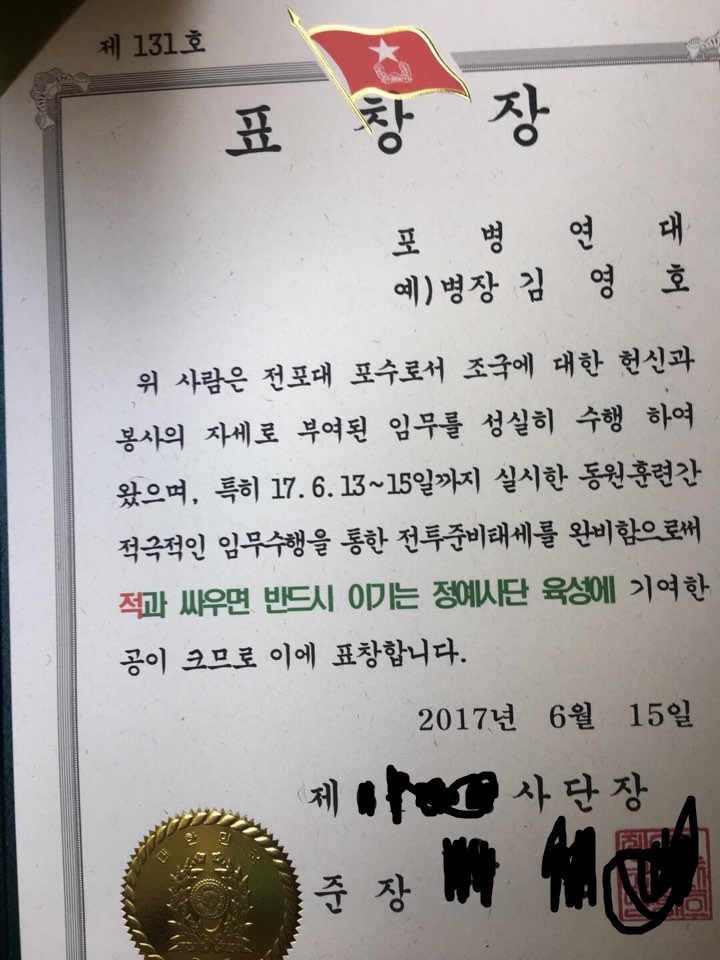 제 131호
표 창 장
포 병 연 대
예)병장 김 영 호
위 사람은 전포대 포수로서 조국에 대한 헌신과
봉사의 자세로 부여된 임무를 성실히 수행 하여
왔으며, 특히 17. 6. 13~15일까지 실시한 동원훈련간
적극적인 임무수행을 통한 전투준비태세를 완비함으로써
적과 싸우면 반드시 이기는 정예사단 육성에 기여한
공이 크므로 이에 표창합니다.
2017년 6월 15일
제 사단장
준 장
대한민국